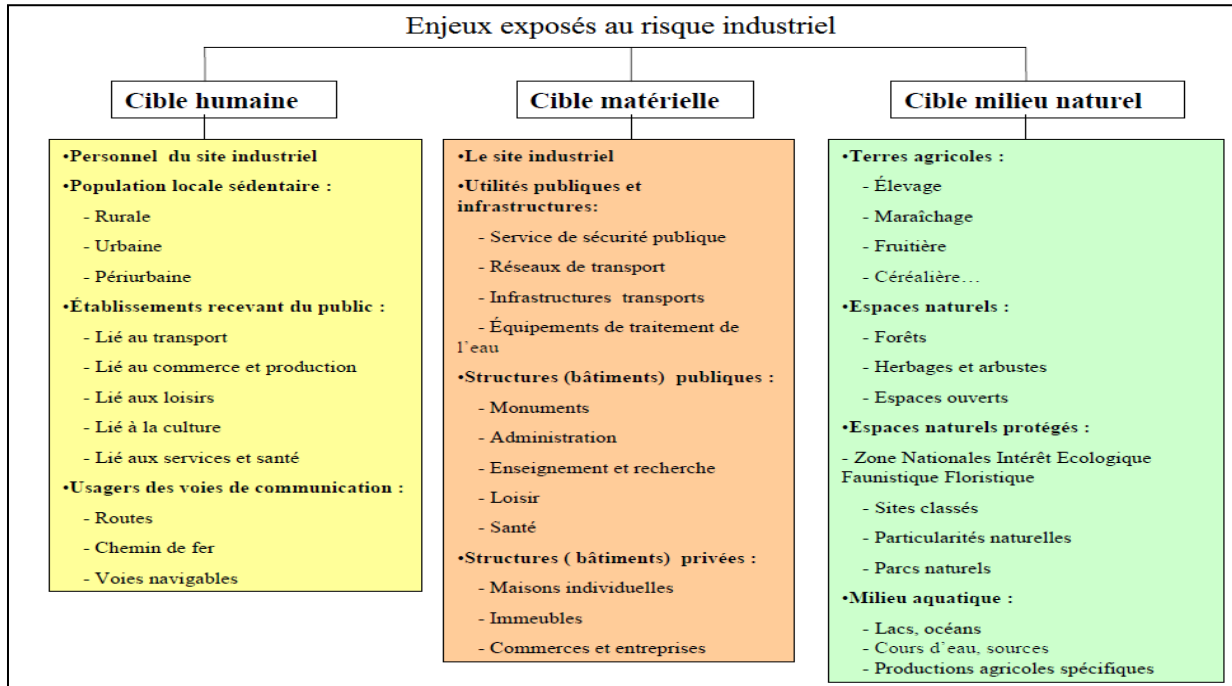 Enjeux exposés au risque industriel
Cible humaine
•Personnel du site industriel
•Population locale sédentaire :
- Rurale
- Urbaine
- Périurbaine
•Établissements recevant du public :
- Lié au transport
- Lié au commerce et production
- Lié aux loisirs
- Lié à la culture
- Lié aux services et santé
•Usagers des voies de communication :
- Routes
- Chemin de fer
- Voies navigables
Cible matérielle
•Le site industriel
•Utilités publiques et
infrastructures:
- Service de sécurité publique
- Réseaux de transport
- Infrastructures transports
- Équipements de traitement de
l'eau
•Structures (bâtiments) publiques :
- Monuments
- Administration
- Enseignement et recherche
- Loisir
- Santé
•Structures ( bâtiments) privées :
- Maisons individuelles
- Immeubles
- Commerces et entreprises
Cible milieu naturel
•Terres agricoles :
- Élevage
- Maraîchage
- Fruitière
- Céréalière…
•Espaces naturels :
- Forêts
- Herbages et arbustes
- Espaces ouverts
•Espaces naturels protégés :
- Zone Nationales Intérêt Ecologique
Faunistique Floristique
- Sites classés
- Particularités naturelles
- Parcs naturels
•Milieu aquatique :
- Lacs, océans
- Cours d'eau, sources
- Productions agricoles spécifiques